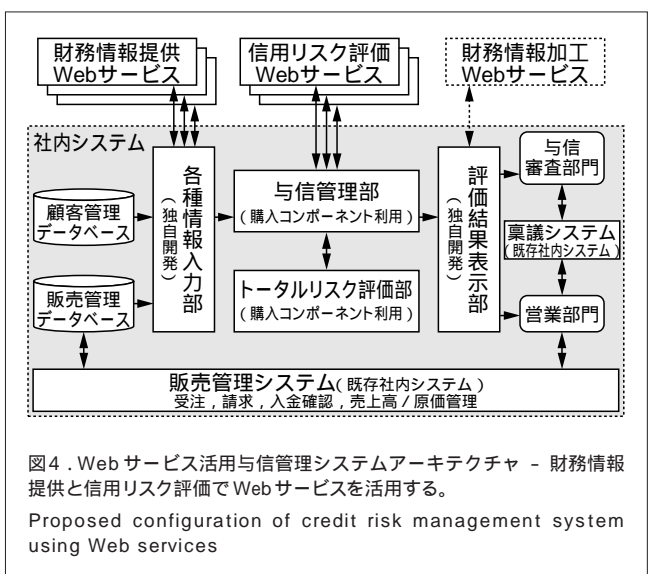 財務情報提供
Webサービス
信用リスク評価
Webサービス
財務情報加工
Webサービス
社内システム
顧客管理
データベース
販売管理
データベース
各種情報入力部
（独自開発）
与信管理部
（購入コンポーネント利用）
トータルリスク評価部
（購入コンポーネント利用）
評価結果表示部
（独自開発）
与信
審査部門
稟議システム
（既存社内システム）
営業部門
販売管理システム（既存社内システム）
受注，請求，入金確認，売上高／原価管理
図4．Webサービス活用与信管理システムアーキテクチャ － 財務情報
提供と信用リスク評価でWebサービスを活用する。
Proposed configuration of credit risk management system
using Web services